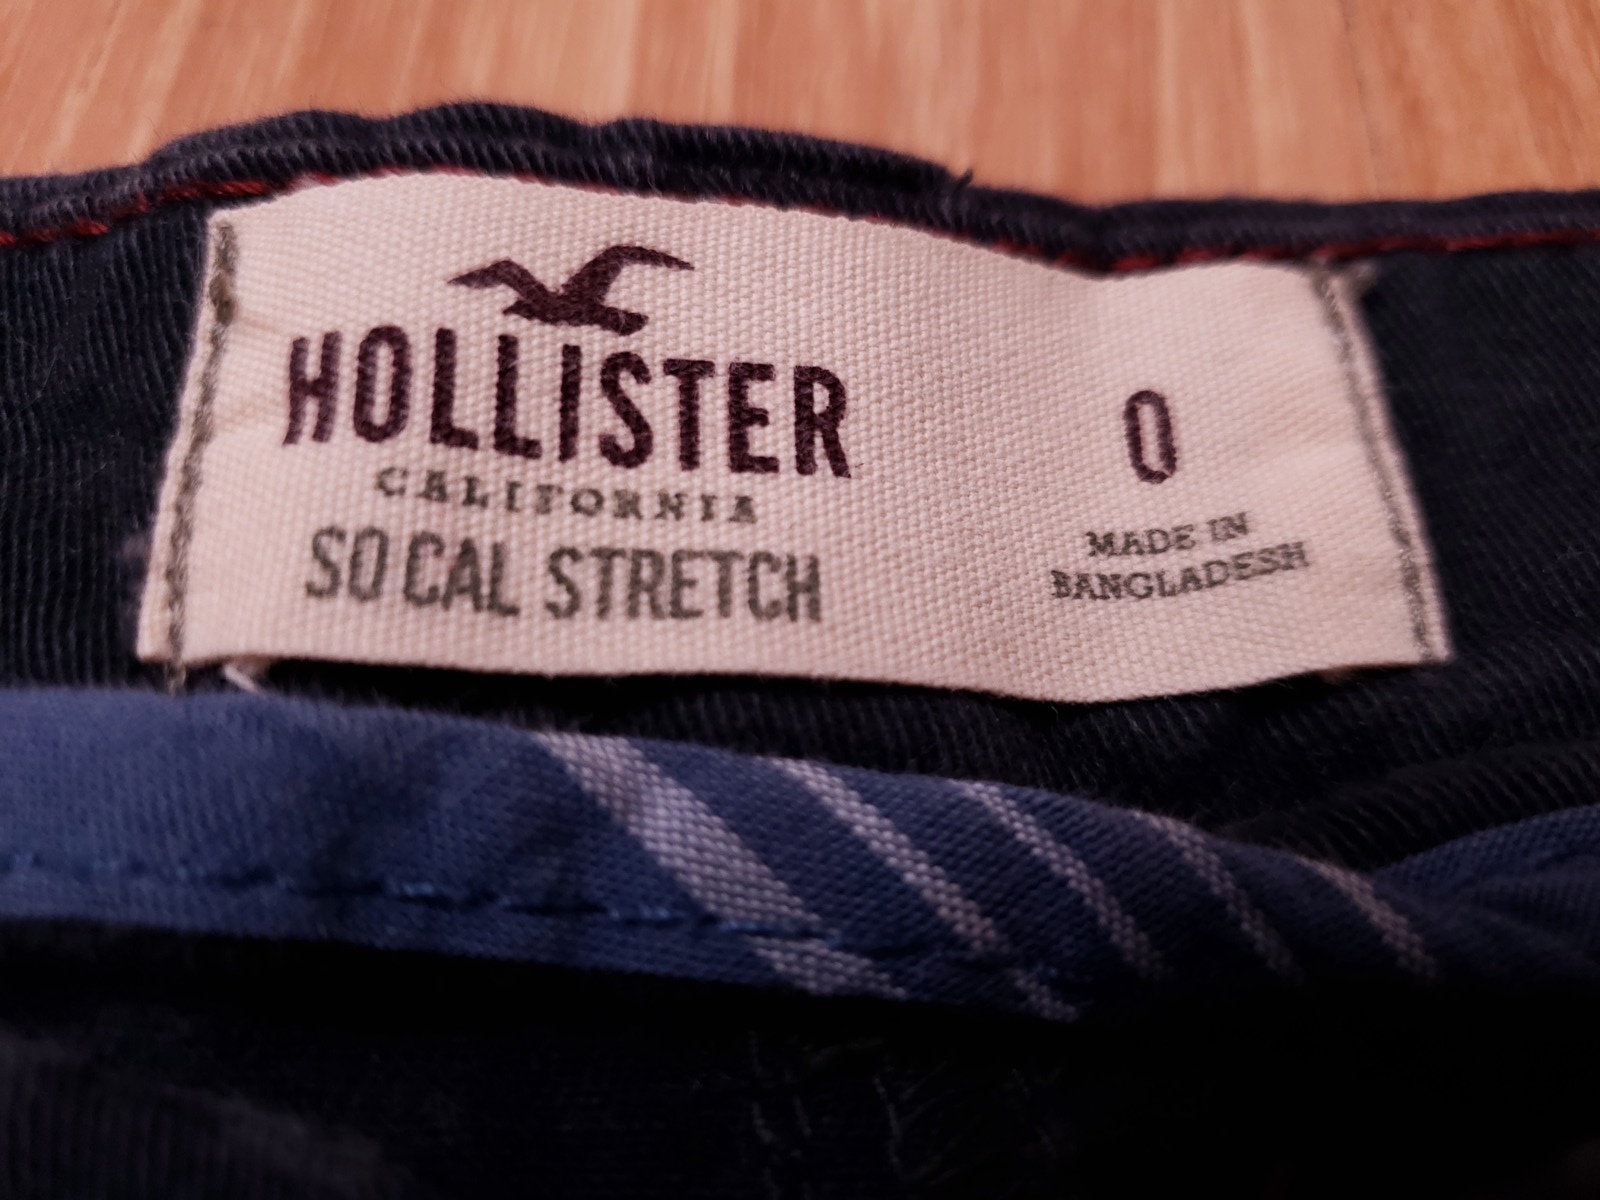 HOLLISTER
CALIFORNIA
SO CAL STRETCH
0
MADE IN
BANGLADESH